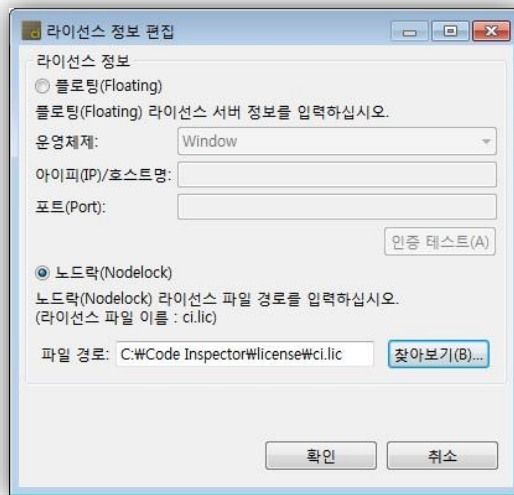 라이선스 정보 편집
라이선스 정보
플로팅(Floating)
플로팅(Floating) 라이선스 서버 정보를 입력하십시오.
운영체제: Window
아이피(IP)/호스트명:
포트(Port):
인증 테스트(A)
노드락(Nodelock)
노드락(Nodelock) 라이선스 파일 경로를 입력하십시오.
(라이선스 파일 이름 : ci.lic)
파일 경로: C:₩Code Inspector₩license₩ci.lic 찾아보기(B)...
확인 취소